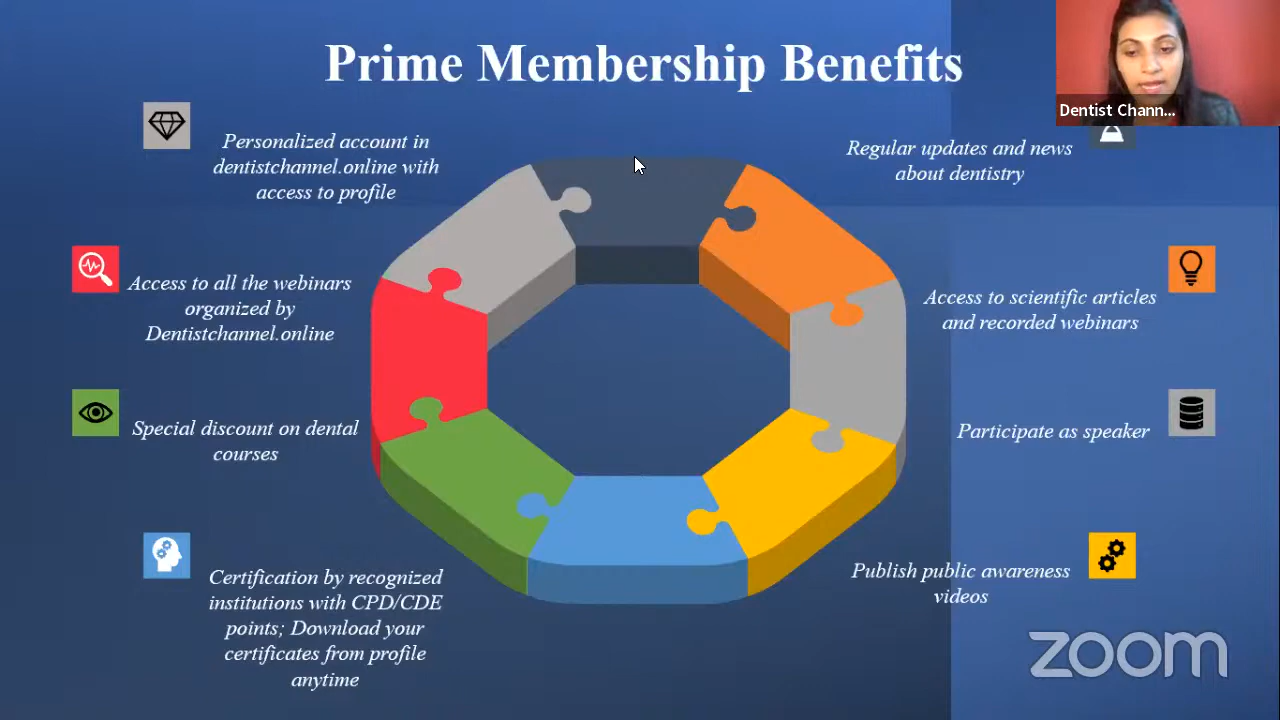 Prime Membership Benefits
Dentist Chann...
Personalized account in
dentistchannel.online with
access to profile
Regular updates and news
about dentistry
Access to all the webinars
organized by
Dentistchannel.online
Access to scientific articles
and recorded webinars
Special discount on dental
courses
Participate as speaker
Certification by recognized
institutions with CPD/CDE
points; Download your
certificates from profile
anytime
Publish public awareness
videos
zoom